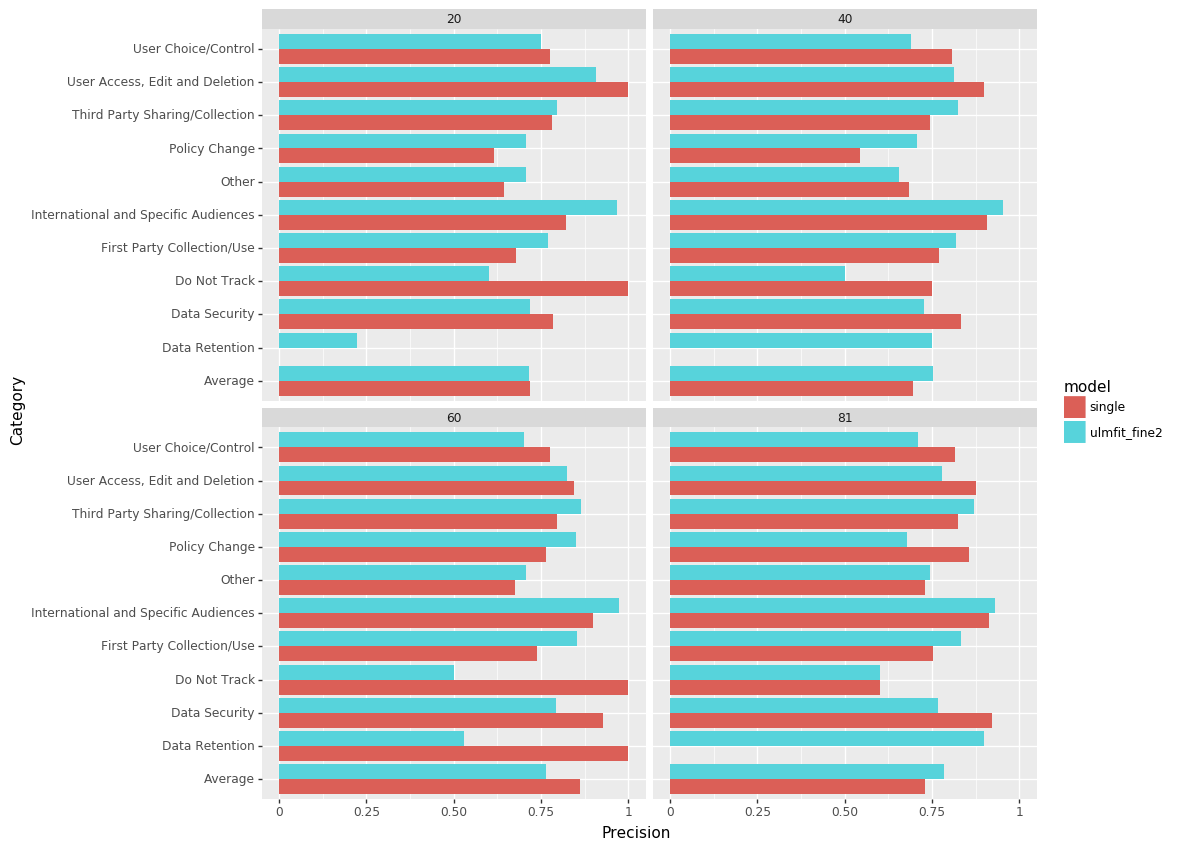 20
40
User Choice/Control
User Access, Edit and Deletion
Third Party Sharing/Collection
Policy Change
Other
International and Specific Audiences
First Party Collection/Use
Do Not Track
Data Security
Data Retention
Average
60
81
User Choice/Control
User Access, Edit and Deletion
Third Party Sharing/Collection
Policy Change
Other
International and Specific Audiences
First Party Collection/Use
Do Not Track
Data Security
Data Retention
Average
0 0.25 0.50 0.75 1
0 0.25 0.50 0.75 1
Precision
Category
model
single
ulmfit_fine2